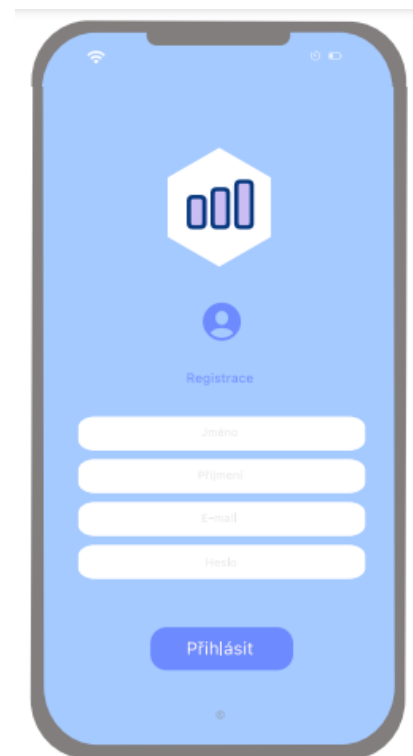 Registrace
Jméno
Příjmení
E-mail
Heslo
Přihlásit